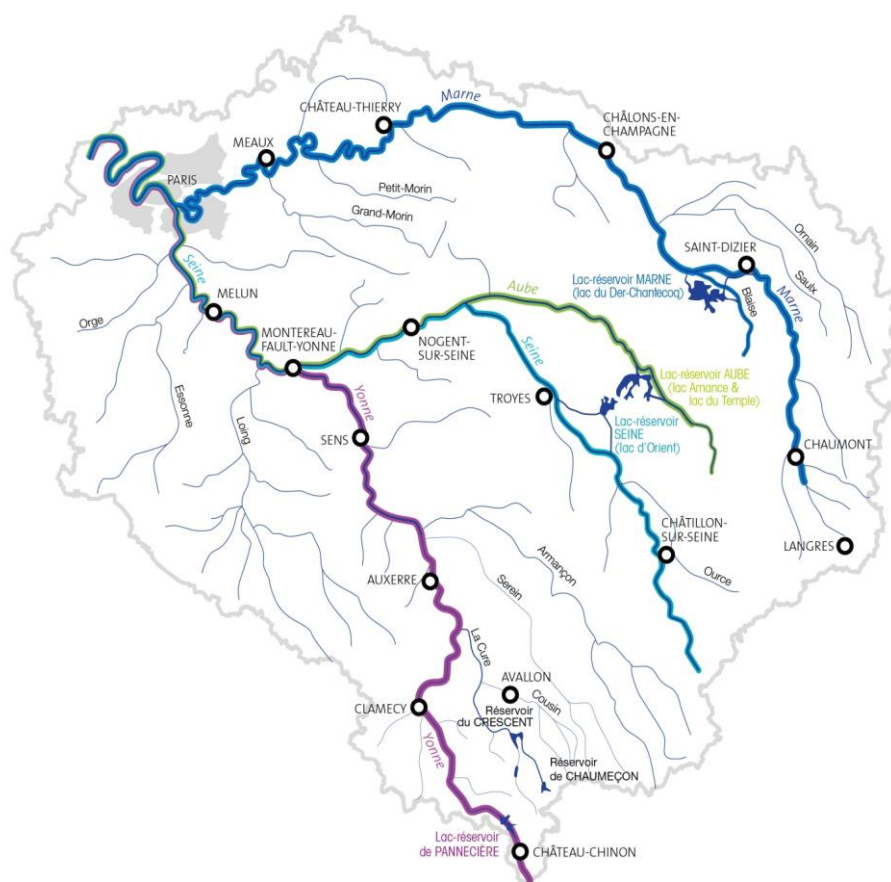 Marne
CHÂTEAU-THIERRY
CHÂLONS-EN-
CHAMPAGNE
MEAUX
PARIS
Petit-Morin
Grand-Morin
Ornain
Saulx
SAINT-DIZIER
Lac-réservoir MARNE
(lac du Der-Chantecoq)
Blaise
Marne
Seine
Aube
MELUN
Orge
MONTEREAU-
FAULT-YONNE
NOGENT-
SUR-SEINE
Seine
Lac-réservoir AUBE
(lac Amance &
lac du Temple)
TROYES
Essonne
Loing
Yonne
Lac-réservoir
SEINE
(lac d'Orient)
SENS
CHAUMONT
CHÂTILLON-
SUR-SEINE
LANGRES
Ource
Armançon
Serein
AUXERRE
La Cure
AVALLON
Cousin
CLAMECY
Réservoir
du CRESCENT
Yonne
Réservoir
de CHAUMEÇON
Lac-réservoir
de PANNECIÈRE
CHÂTEAU-CHINON